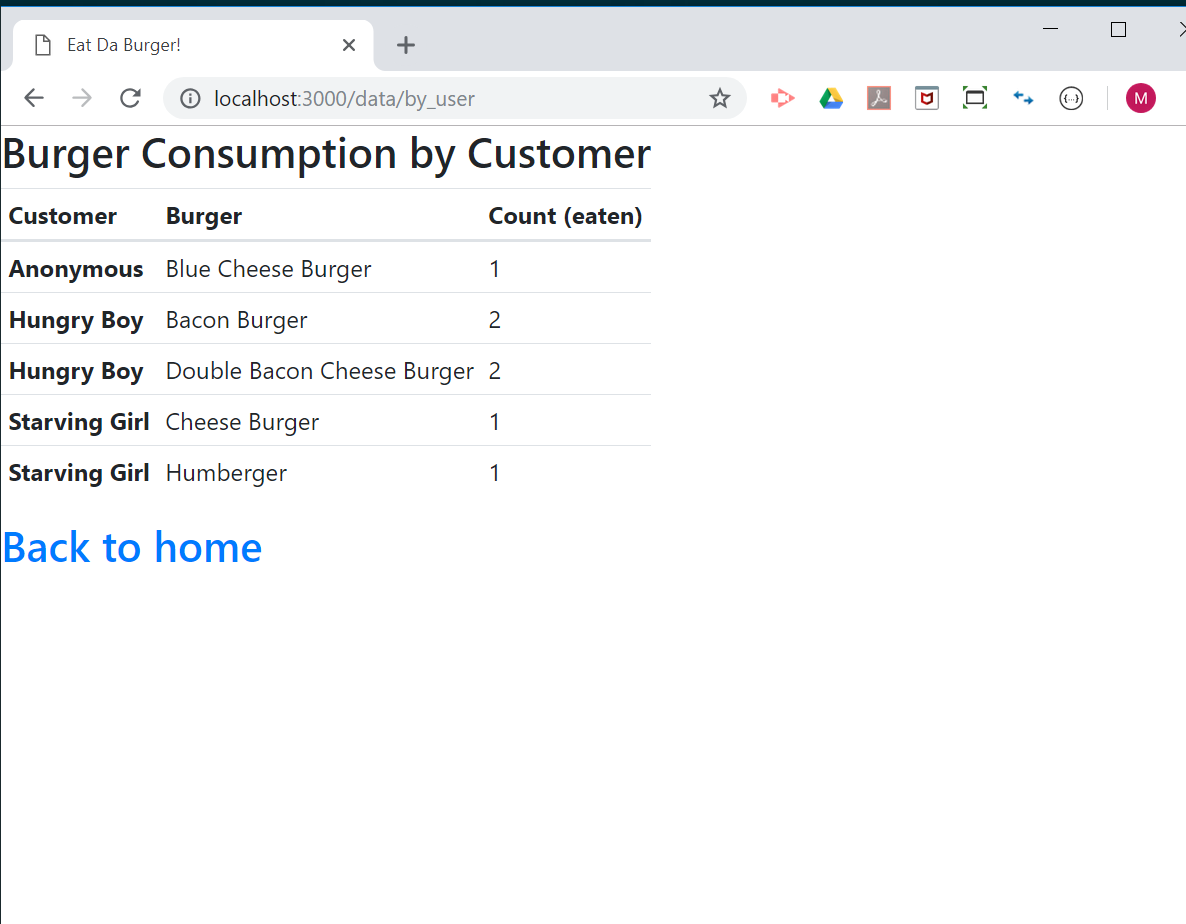 Eat Da Burger!
localhost:3000/data/by_user
M
Burger Consumption by Customer
Customer Burger Count (eaten)
Anonymous Blue Cheese Burger 1
Hungry Boy Bacon Burger 2
Hungry Boy Double Bacon Cheese Burger 2
Starving Girl Cheese Burger 1
Starving Girl Humberger 1
Back to home